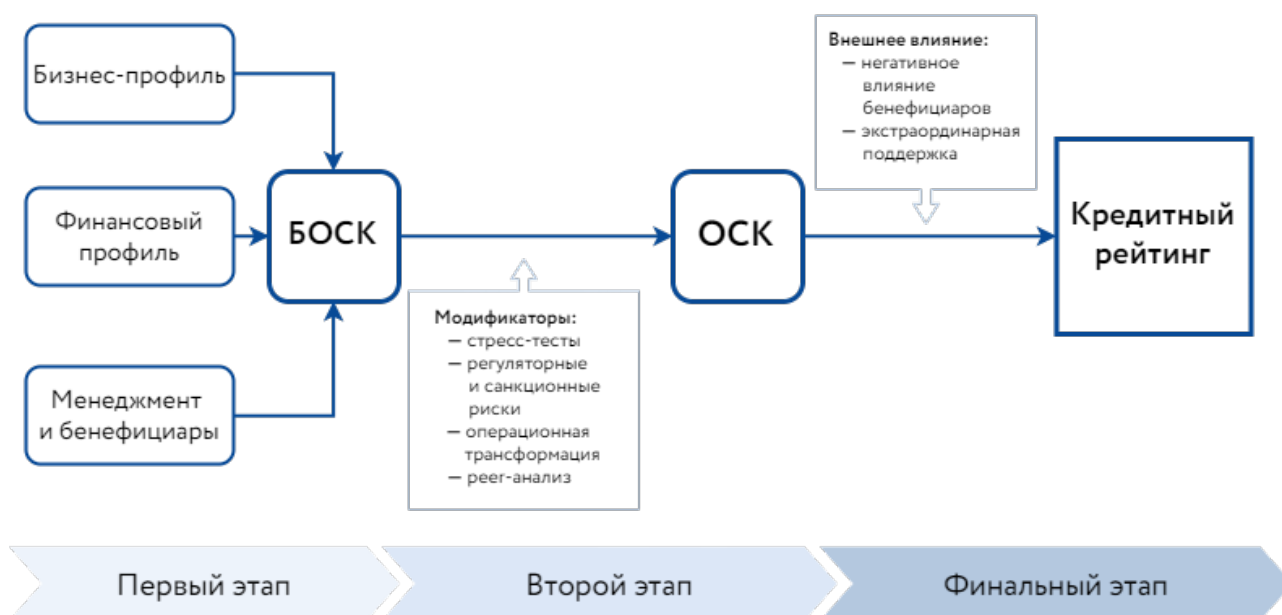 Бизнес-профиль
Финансовый
профиль
Менеджмент
и бенефициары
БОСК
Модификаторы:
— стресс-тесты
— регуляторные
и санкционные
риски
— операционная
трансформация
— peer-анализ
ОСК
Внешнее влияние:
— негативное
влияние
бенефициаров
— экстраординарная
поддержка
Кредитный
рейтинг
Первый этап
Второй этап
Финальный этап